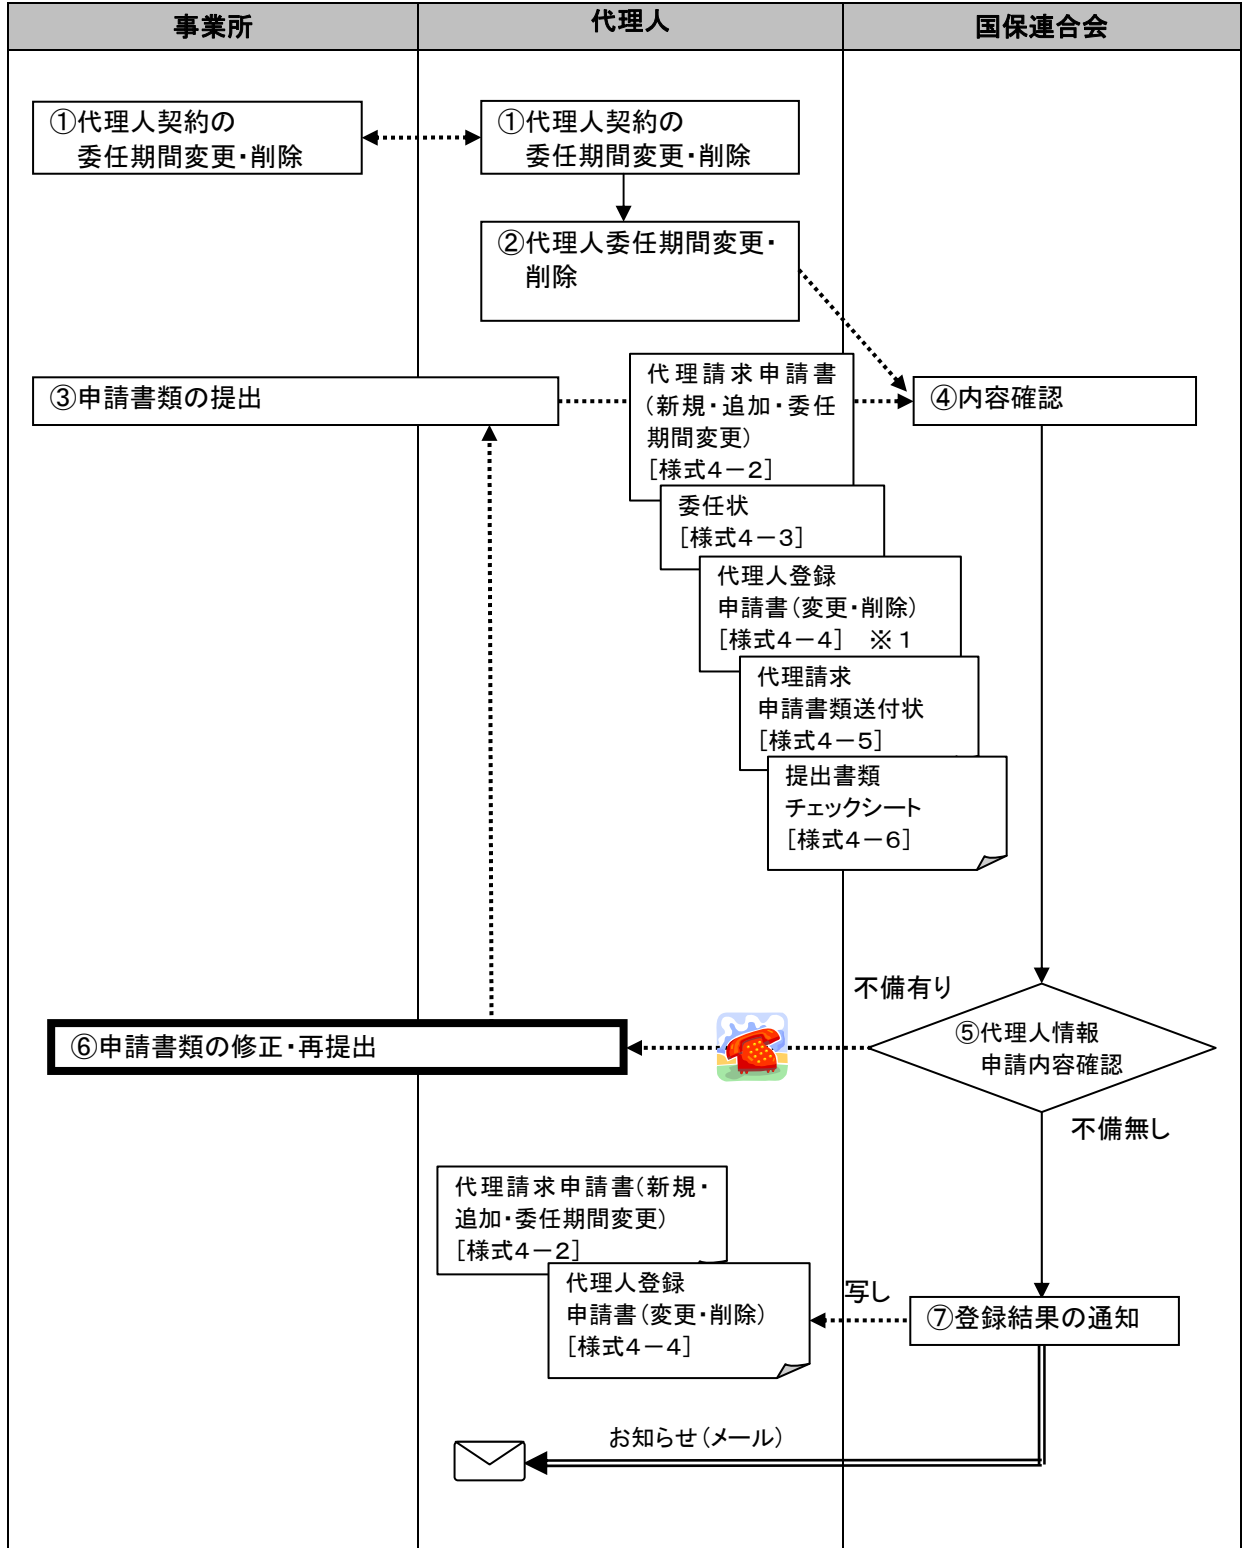 事業所
代理人
国保連合会
①代理人契約の
委任期間変更・削除
①代理人契約の
委任期間変更・削除
②代理人委任期間変更・
削除
③申請書類の提出
代理請求申請書
(新規・追加・委任
期間変更)
[様式4－2]
④内容確認
委任状
[様式4－3]
代理人登録
申請書(変更・削除)
[様式4－4]　※1
代理請求
申請書類送付状
[様式4－5]
提出書類
チェックシート
[様式4－6]
不備有り
⑤代理人情報
申請内容確認
⑥申請書類の修正・再提出
不備無し
代理請求申請書(新規・
追加・委任期間変更)
[様式4－2]
代理人登録
申請書(変更・削除)
[様式4－4]
写し
⑦登録結果の通知
お知らせ(メール)